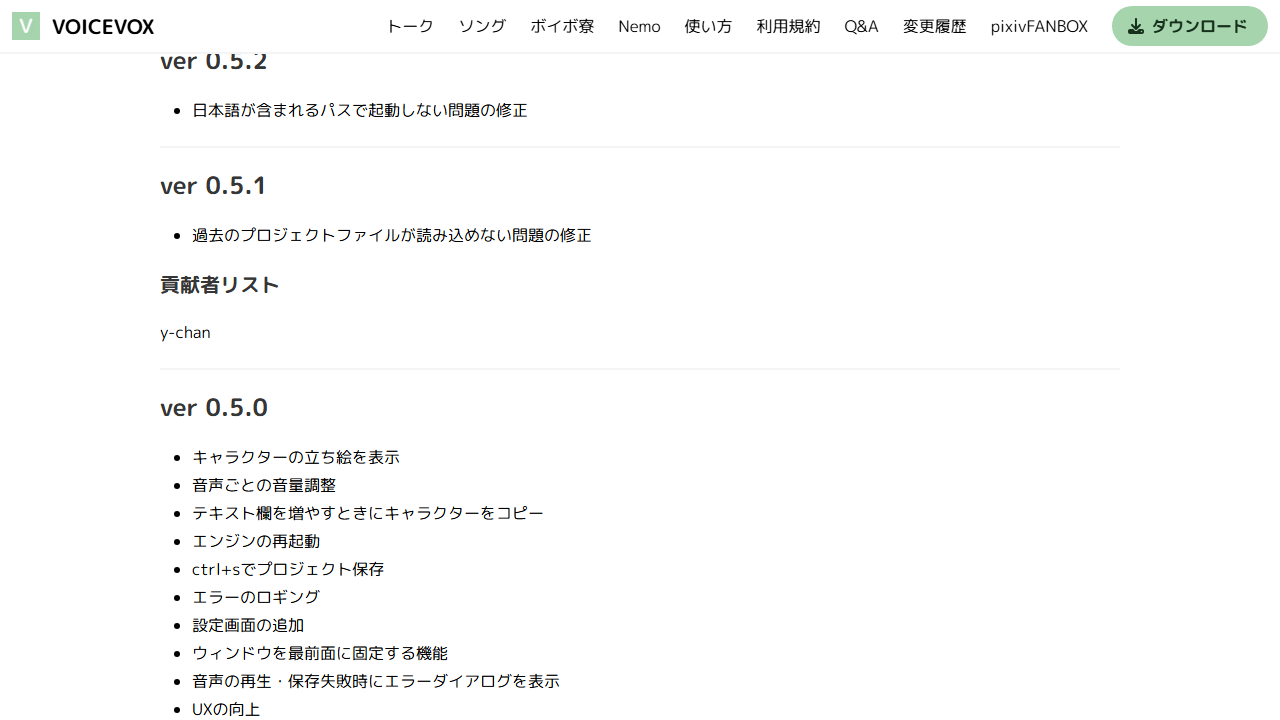 V VOICEVOX トーク ソング ボイボ寮 Nemo 使い方 利用規約 Q&A 変更履歴 pixivFANBOX ダウンロード
ver 0.5.2
日本語が含まれるパスで起動しない問題の修正
ver 0.5.1
過去のプロジェクトファイルが読み込めない問題の修正
貢献者リスト
y-chan
ver 0.5.0
キャラクターの立ち絵を表示
音声ごとの音量調整
テキスト欄を増やすときにキャラクターをコピー
エンジンの再起動
ctrl+sでプロジェクト保存
エラーのロギング
設定画面の追加
ウィンドウを最前面に固定する機能
音声の再生・保存失敗時にエラーダイアログを表示
UXの向上